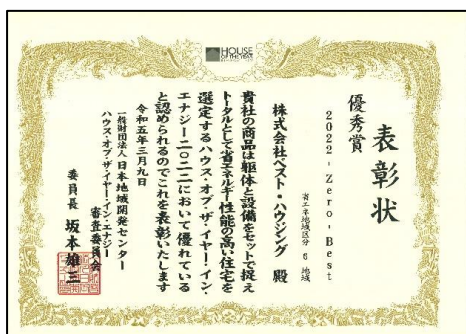 HOUSE
OF THE YEAR
表彰状
優秀賞
2022-Zero-Best
省エネ地域区分 6 地域
株式会社ベスト・ハウジング 殿
貴社の商品は躯体と設備をセットで捉え
トータルとして省エネルギー性能の高い住宅を
選定するハウス・オブ・ザ・イヤー・イン・
エナジー二〇二二において優れている
と認められるのでこれを表彰いたします
令和五年三月九日
一般財団法人日本地域開発センター
ハウス・オブ・ザ・イヤー・イン・エナジー
審査委員会
委員長 坂本雄三